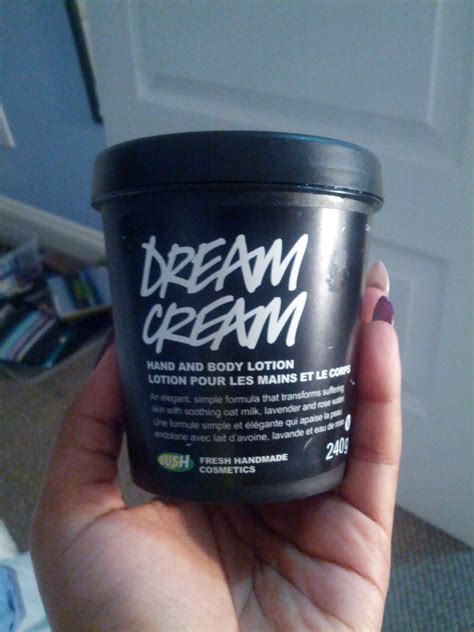 DREAM
CREAM
HAND AND BODY LOTION
LOTION POUR LES MAINS ET LE CORPS
An elegant, simple formula that transforms suffering
skin with soothing oat milk, lavender and rose water.
Une formule simple et élégante qui apaise la peau
endolorie avec lait d'avoine, lavande et eau de rose.
240g
LUSH
FRESH HANDMADE
COSMETICS